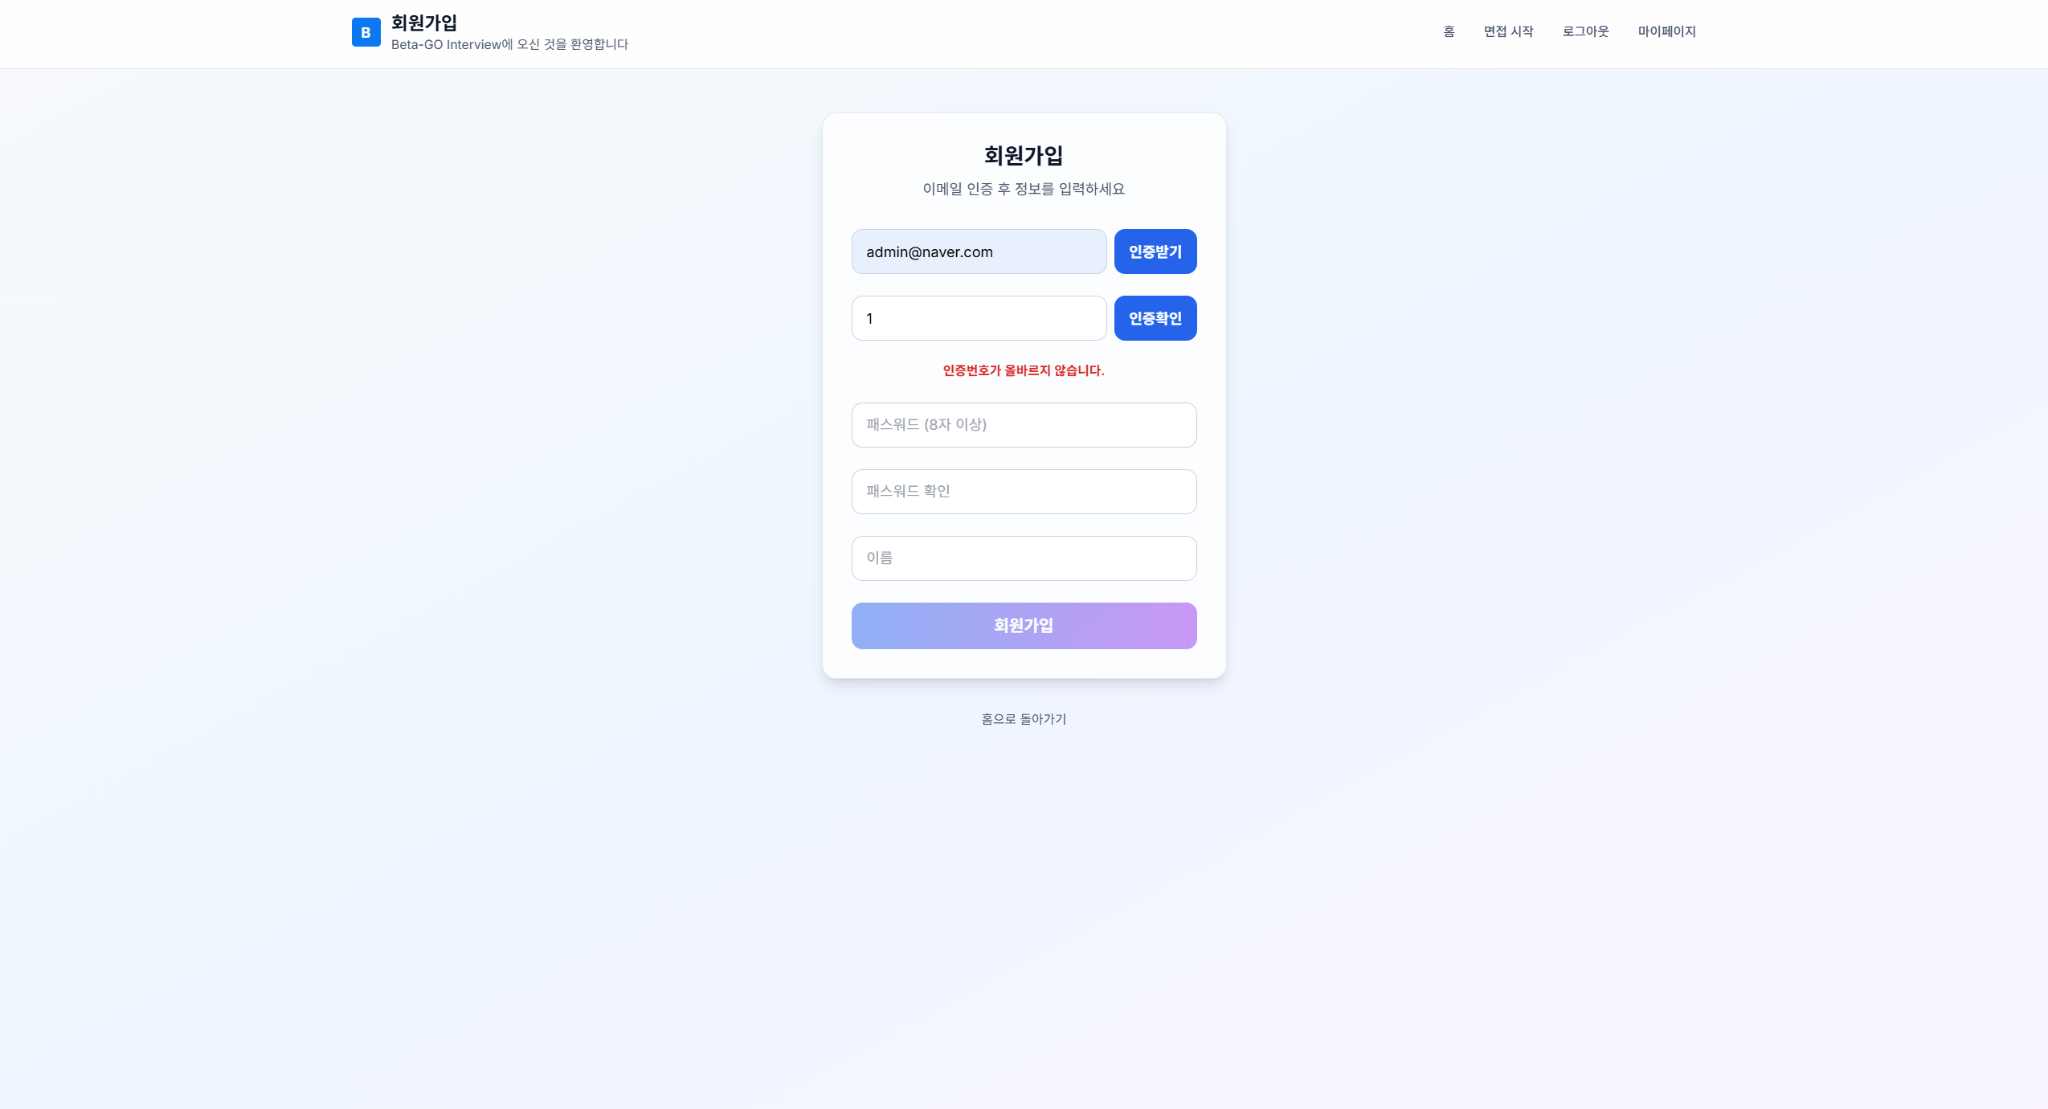 B
회원가입
Beta-GO Interview에 오신 것을 환영합니다
홈 면접 시작 로그아웃 마이페이지
회원가입
이메일 인증 후 정보를 입력하세요
admin@naver.com 인증받기
1 인증확인
인증번호가 올바르지 않습니다.
패스워드 (8자 이상)
패스워드 확인
이름
회원가입
홈으로 돌아가기